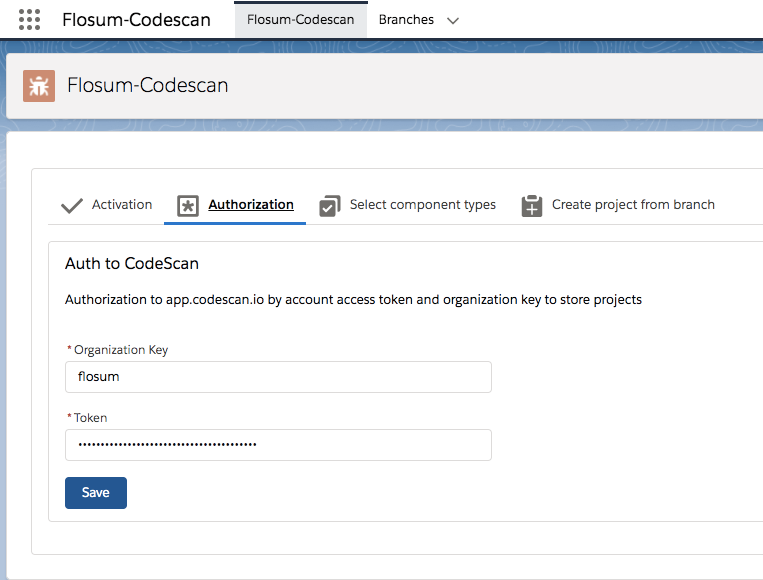 Flosum-Codescan Flosum-Codescan Branches
Flosum-Codescan
Activation Authorization Select component types Create project from branch
Auth to CodeScan
Authorization to app.codescan.io by account access token and organization key to store projects
* Organization Key
flosum
* Token
••••••••••••••••••••••••••••••••••••••••
Save